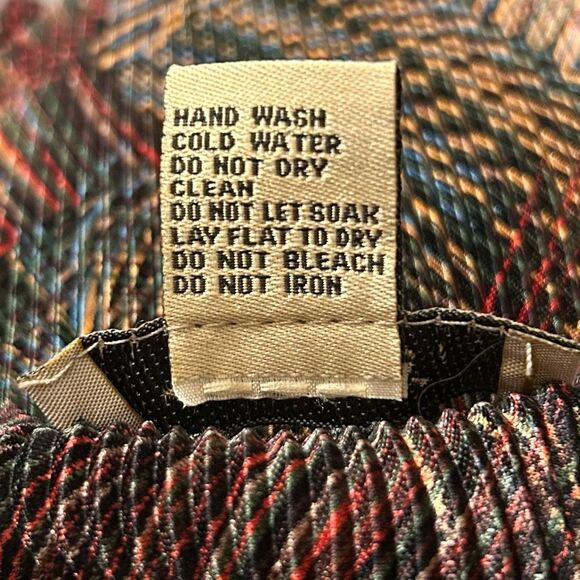 HAND WASH
COLD WATER
DO NOT DRY
CLEAN
DO NOT LET SOAK
LAY FLAT TO DRY
DO NOT BLEACH
DO NOT IRON